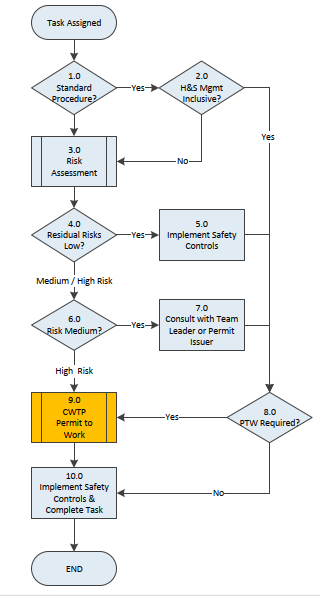 Task Assigned
1.0
Standard
Procedure?
Yes
2.0
H&S Mgmt
Inclusive?
Yes
No
3.0
Risk
Assessment
4.0
Residual Risks
Low?
Yes
5.0
Implement Safety
Controls
Medium / High Risk
6.0
Risk Medium?
Yes
7.0
Consult with Team
Leader or Permit
Issuer
High Risk
9.0
CWTP
Permit to
Work
Yes
8.0
PTW Required?
10.0
Implement Safety
Controls &
Complete Task
No
END